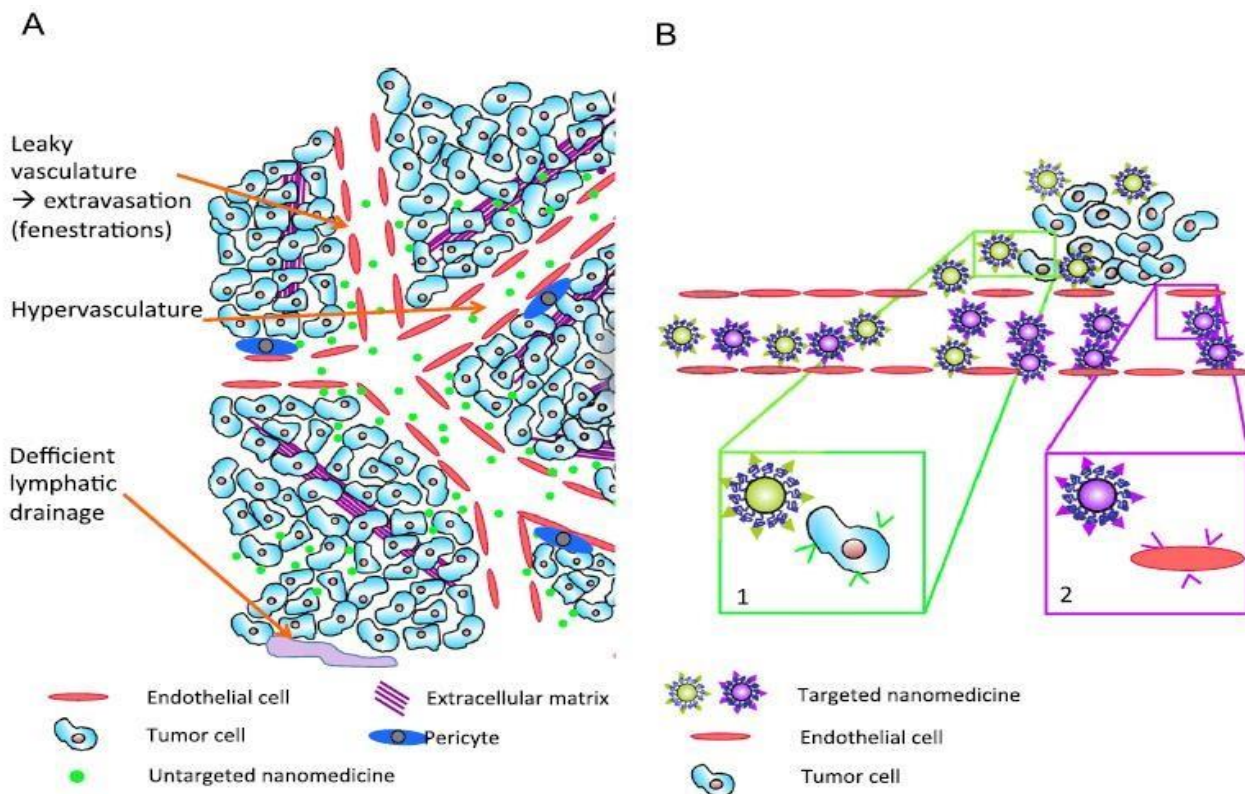 A
Leaky
vasculature
→ extravasation
(fenestrations)
Hypervasculature
Defficient
lymphatic
drainage
Endothelial cell
Extracellular matrix
Tumor cell
Pericyte
Untargeted nanomedicine
B
1
2
Targeted nanomedicine
Endothelial cell
Tumor cell